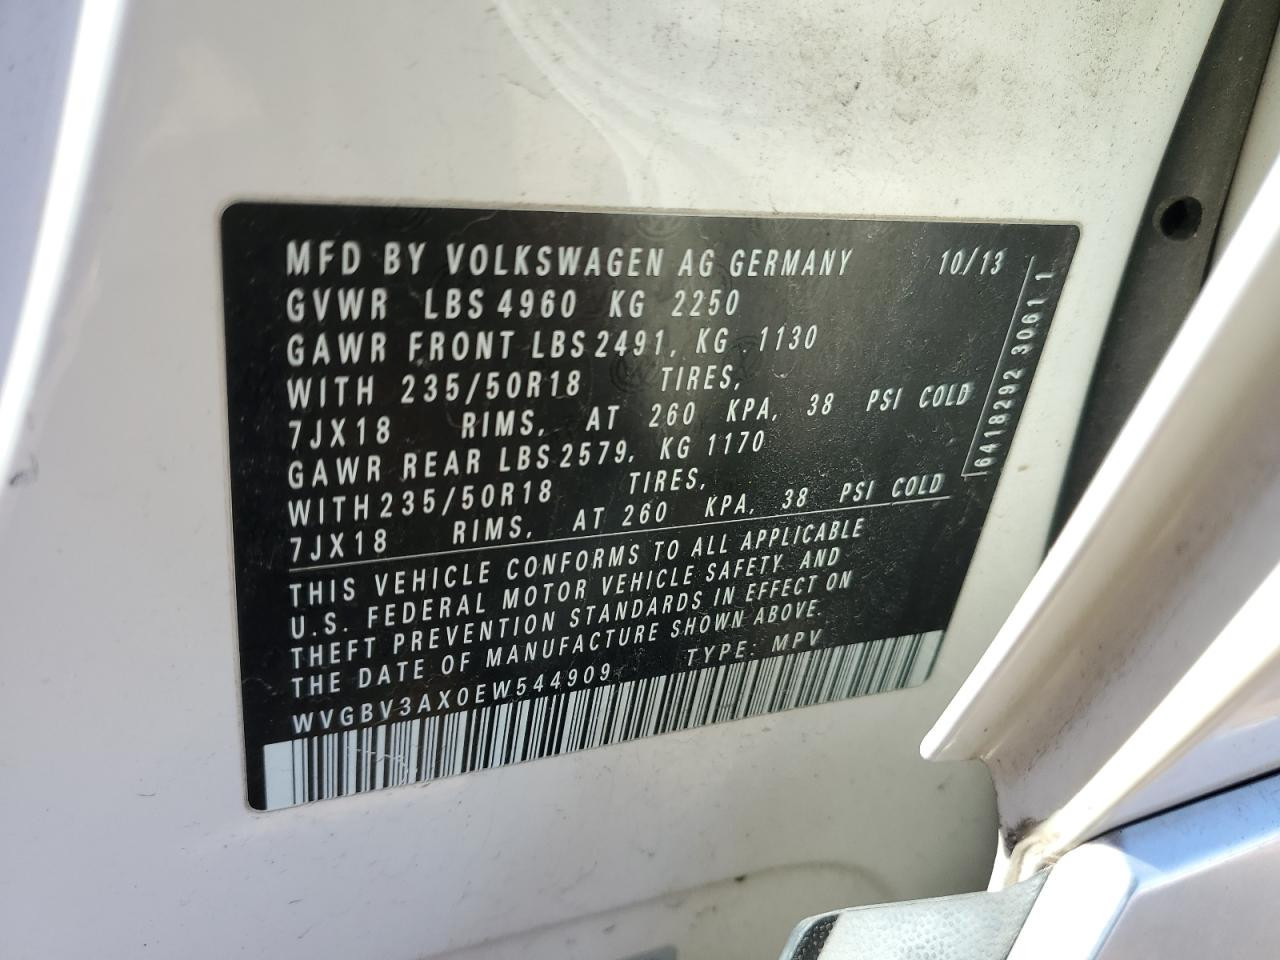 MFD BY VOLKSWAGEN AG GERMANY 10/13
GVWR LBS 4960 KG 2250
GAWR FRONT LBS 2491, KG 1130
WITH 235/50R18 TIRES,
7JX18 RIMS, AT 260 KPA, 38 PSI COLD
GAWR REAR LBS 2579, KG 1170
WITH 235/50R18 TIRES,
7JX18 RIMS, AT 260 KPA, 38 PSI COLD
THIS VEHICLE CONFORMS TO ALL APPLICABLE
U.S. FEDERAL MOTOR VEHICLE SAFETY AND
THEFT PREVENTION STANDARDS IN EFFECT ON
THE DATE OF MANUFACTURE SHOWN ABOVE.
WVGBV3AX0EW544909 TYPE: MPV
6418292 3061 1